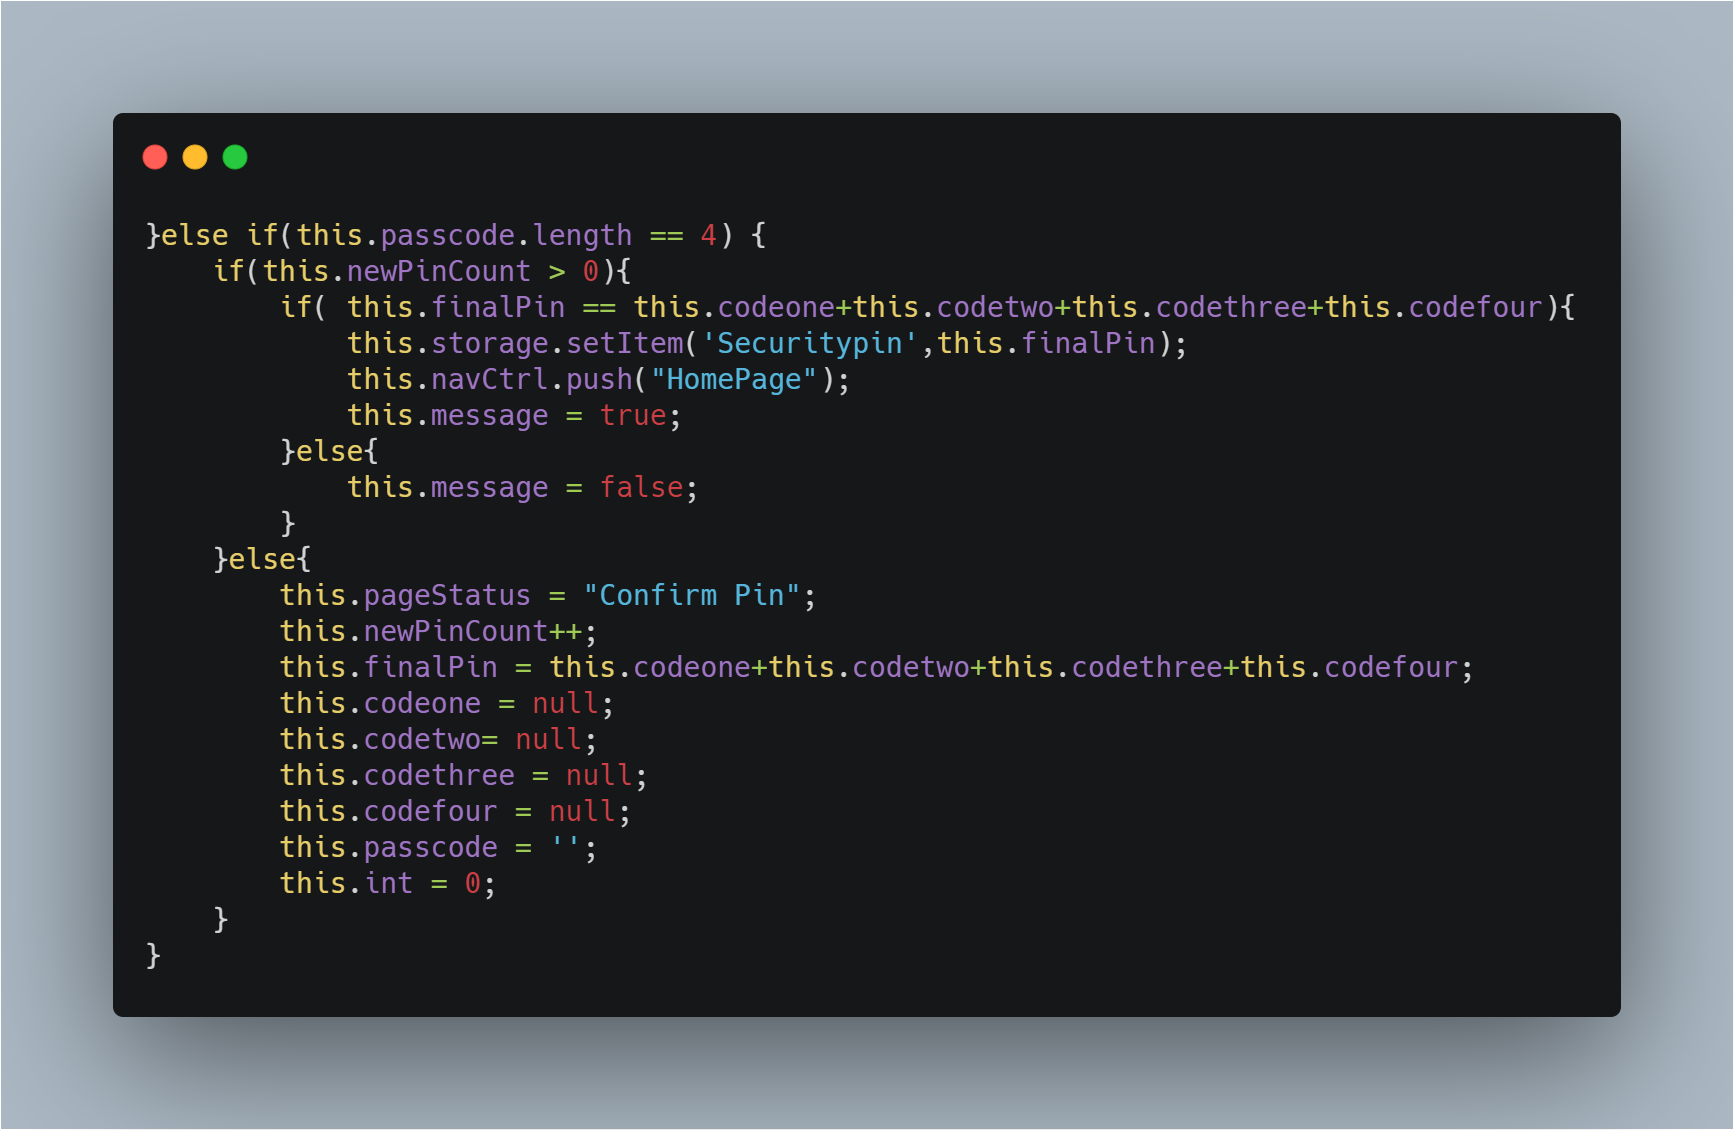 }else if(this.passcode.length == 4) {
    if(this.newPinCount > 0){
        if( this.finalPin == this.codeone+this.codetwo+this.codethree+this.codefour){
            this.storage.setItem('Securitypin',this.finalPin);
            this.navCtrl.push("HomePage");
            this.message = true;
        }else{
            this.message = false;
        }
    }else{
        this.pageStatus = "Confirm Pin";
        this.newPinCount++;
        this.finalPin = this.codeone+this.codetwo+this.codethree+this.codefour;
        this.codeone = null;
        this.codetwo= null;
        this.codethree = null;
        this.codefour = null;
        this.passcode = '';
        this.int = 0;
    }
}